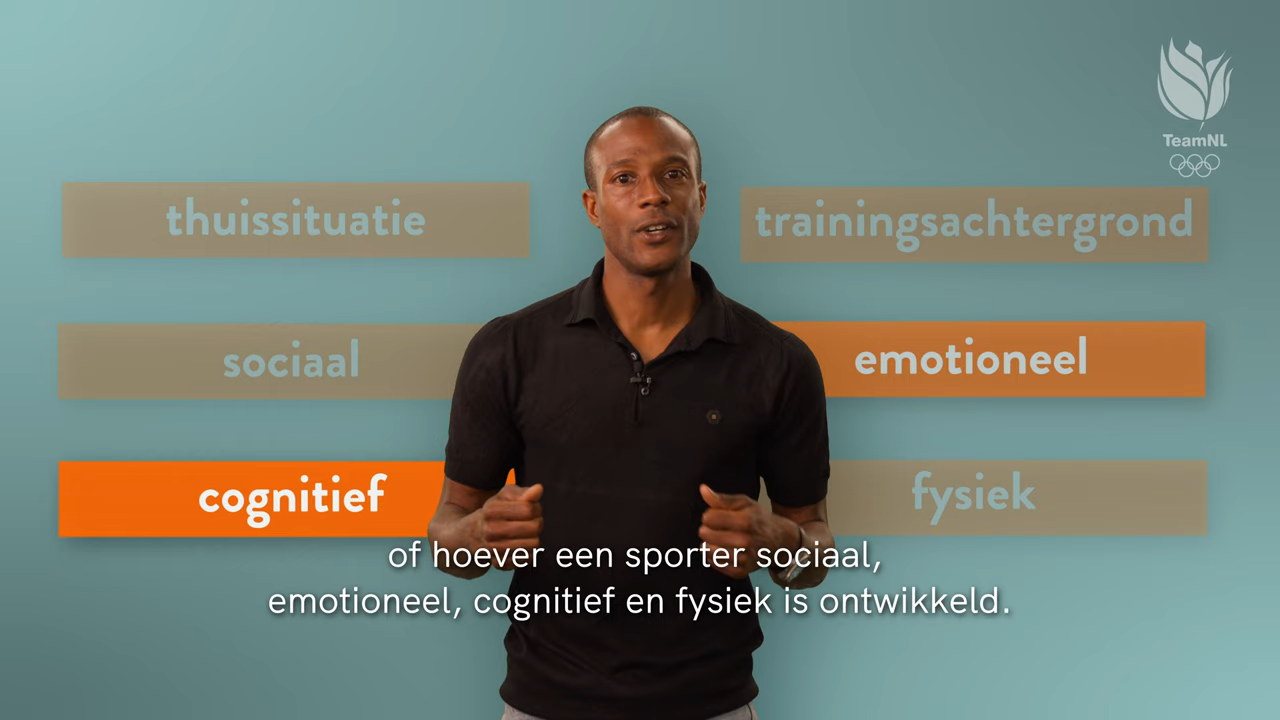 TeamNL
thuissituatie
trainingsachtergrond
sociaal
emotioneel
cognitief
fysiek
of hoever een sporter sociaal,
emotioneel, cognitief en fysiek is ontwikkeld.